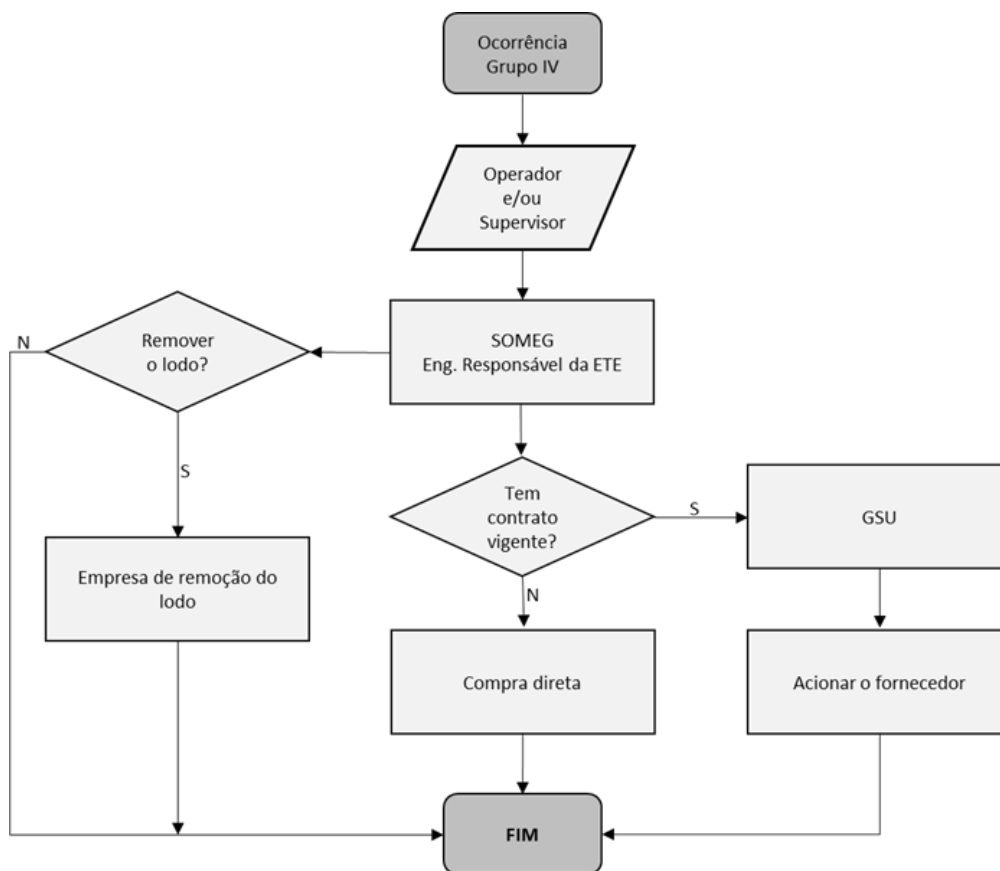 Ocorrência
Grupo IV
Operador
e/ou
Supervisor
SOMEG
Eng. Responsável da ETE
Remover
o lodo?
N
S
Empresa de remoção do
lodo
Tem
contrato
vigente?
S
GSU
N
Compra direta
Acionar o fornecedor
FIM